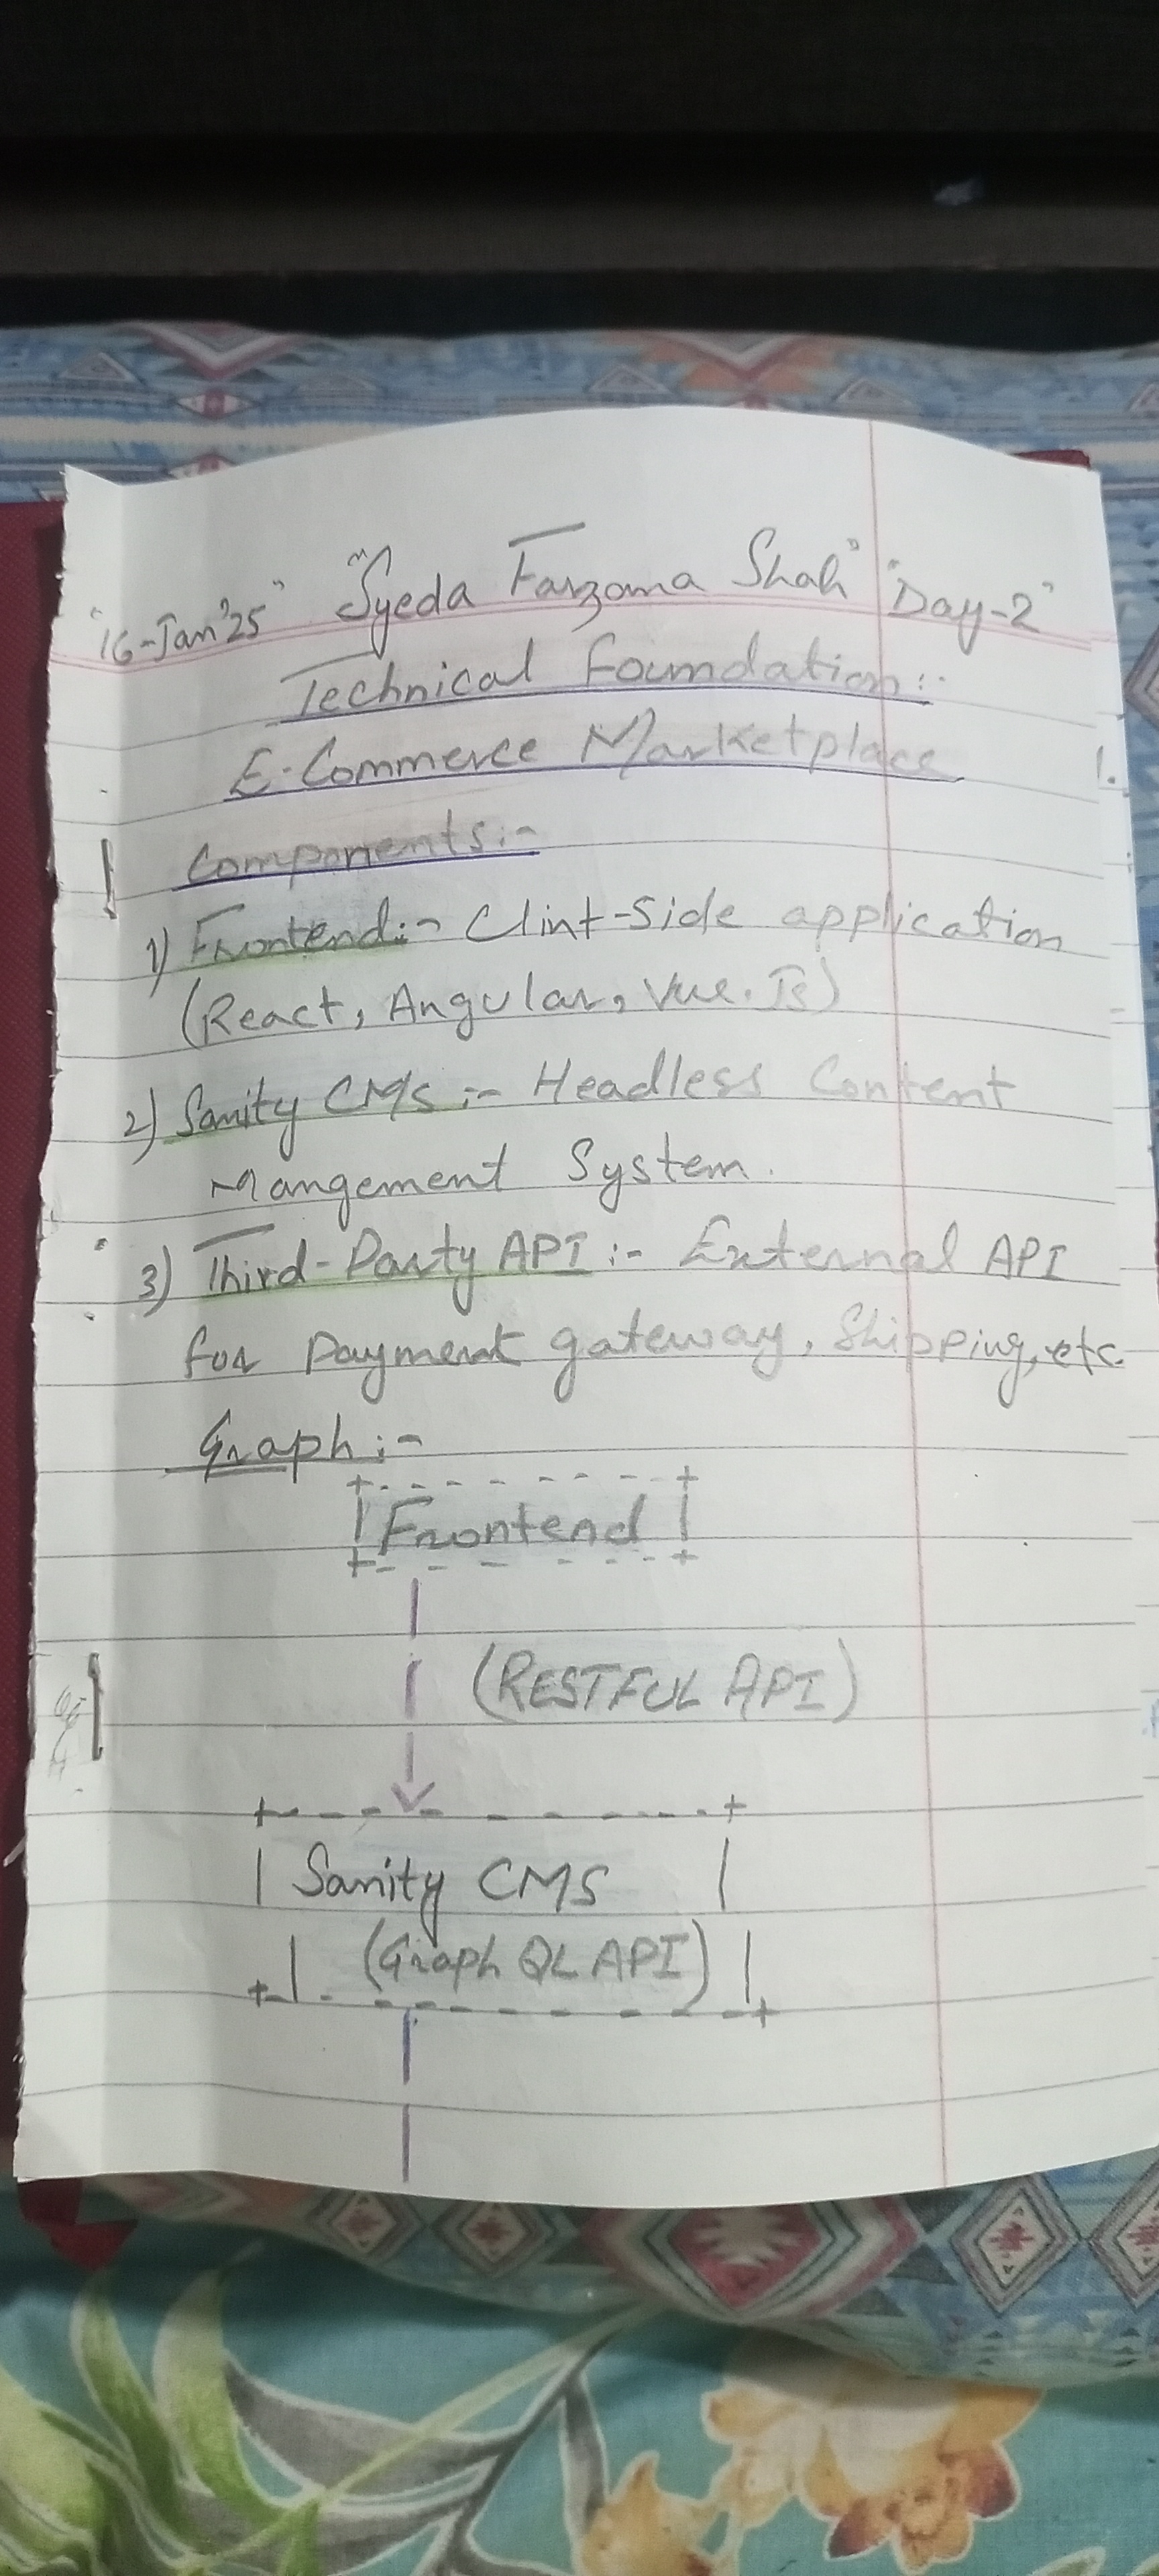 "16-Jan'25" "Syeda Farzana Shah" "Day-2"
Technical Foundation:-
E-Commerce Marketplace
Components:-
1) Frontend:- Clint-Side application
(React, Angular, Vue.Js)
2) Sanity CMS :- Headless Content
Mangement System.
3) Third-Party API :- External API
for Payment gateway, Shipping, etc.
Graph :-
Frontend
(RESTFUL API)
Sanity CMS
(Graph QL API)